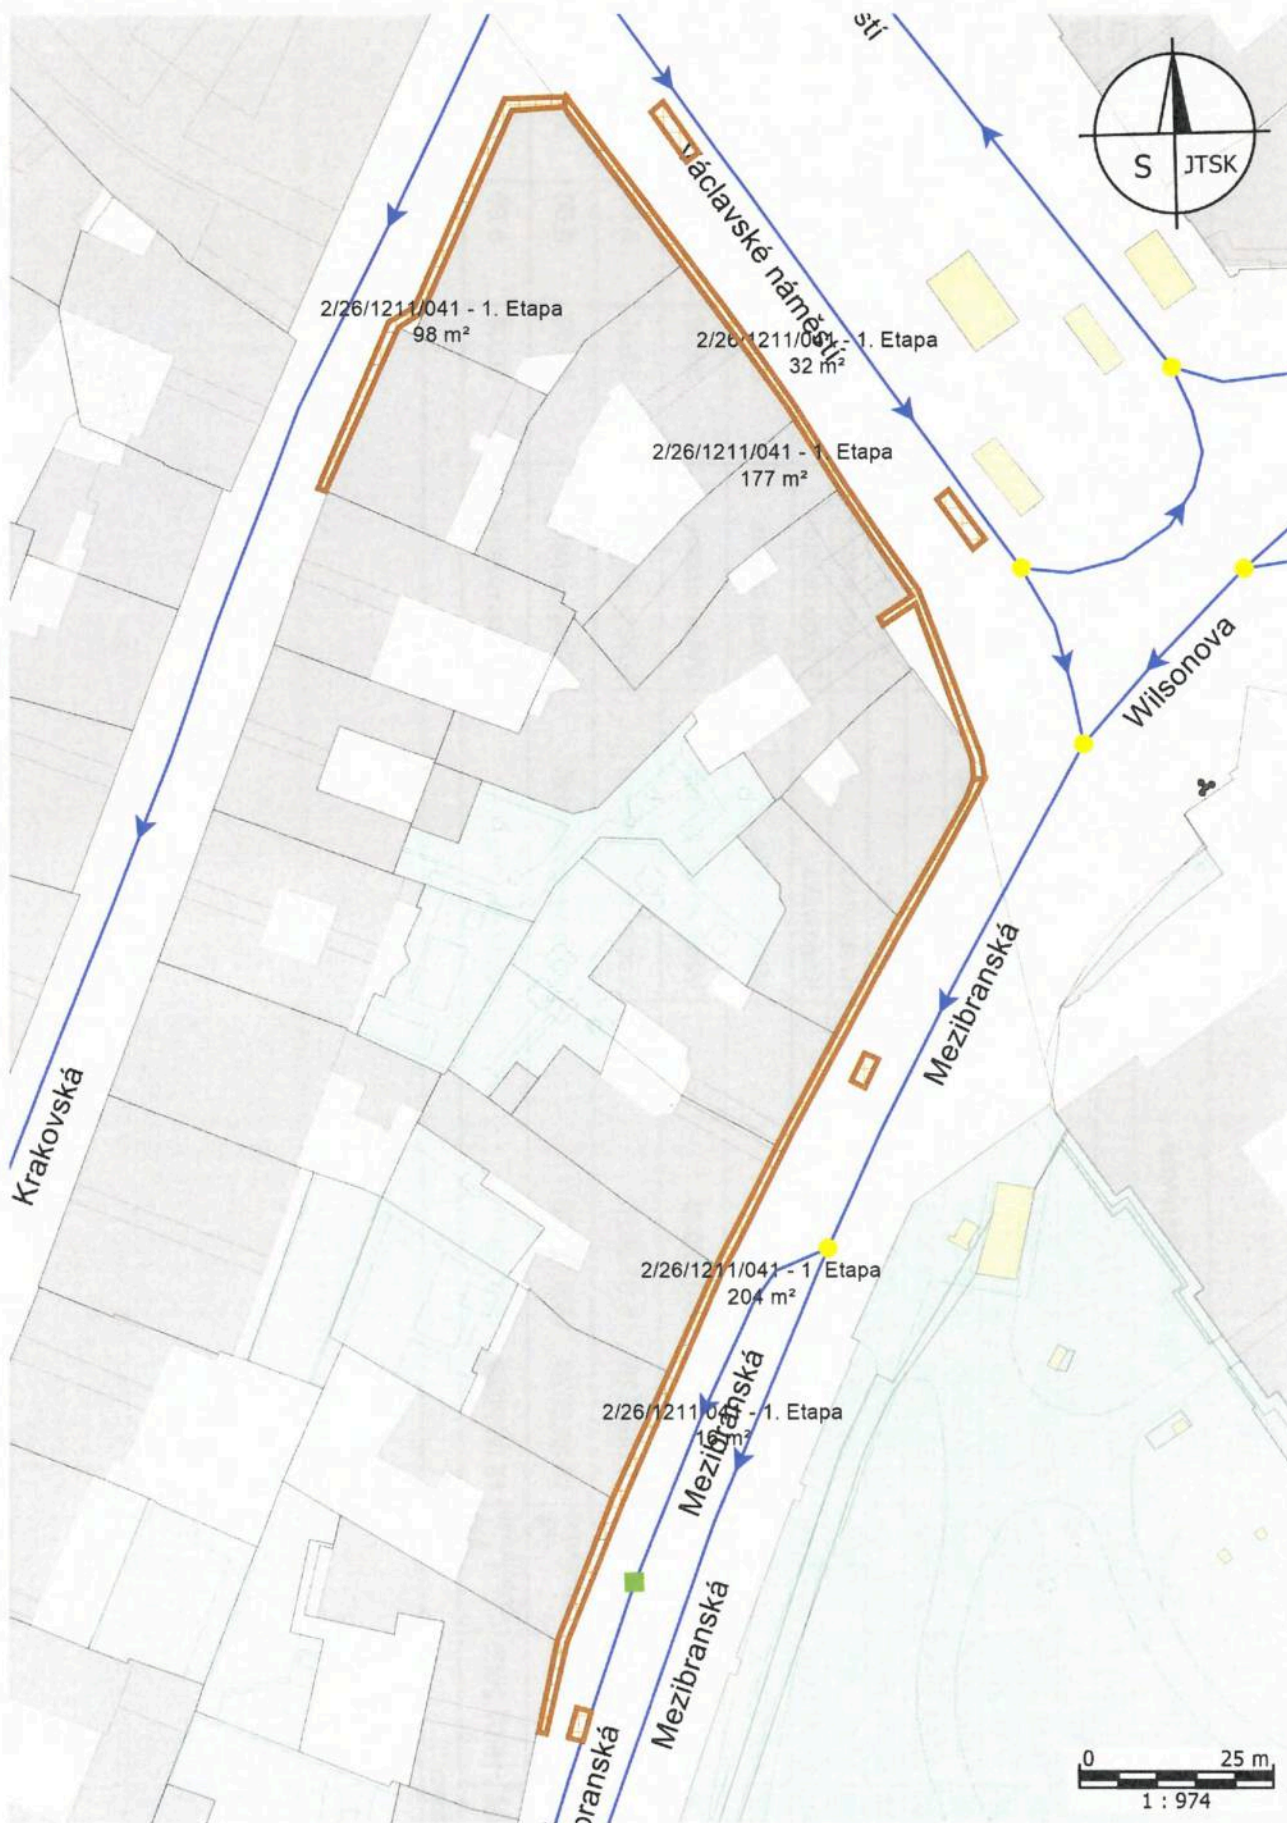 stí
S JTSK
Václavské náměstí
2/26/1211/041 - 1. Etapa
98 m²
2/26/1211/041 - 1. Etapa
32 m²
2/26/1211/041 - 1. Etapa
177 m²
Wilsonova
Mezibranská
Krakovská
2/26/1211/041 - 1. Etapa
204 m²
Mezibranská
2/26/1211/041 - 1. Etapa
16 m²
Mezibranská
branská
0 25 m
1 : 974